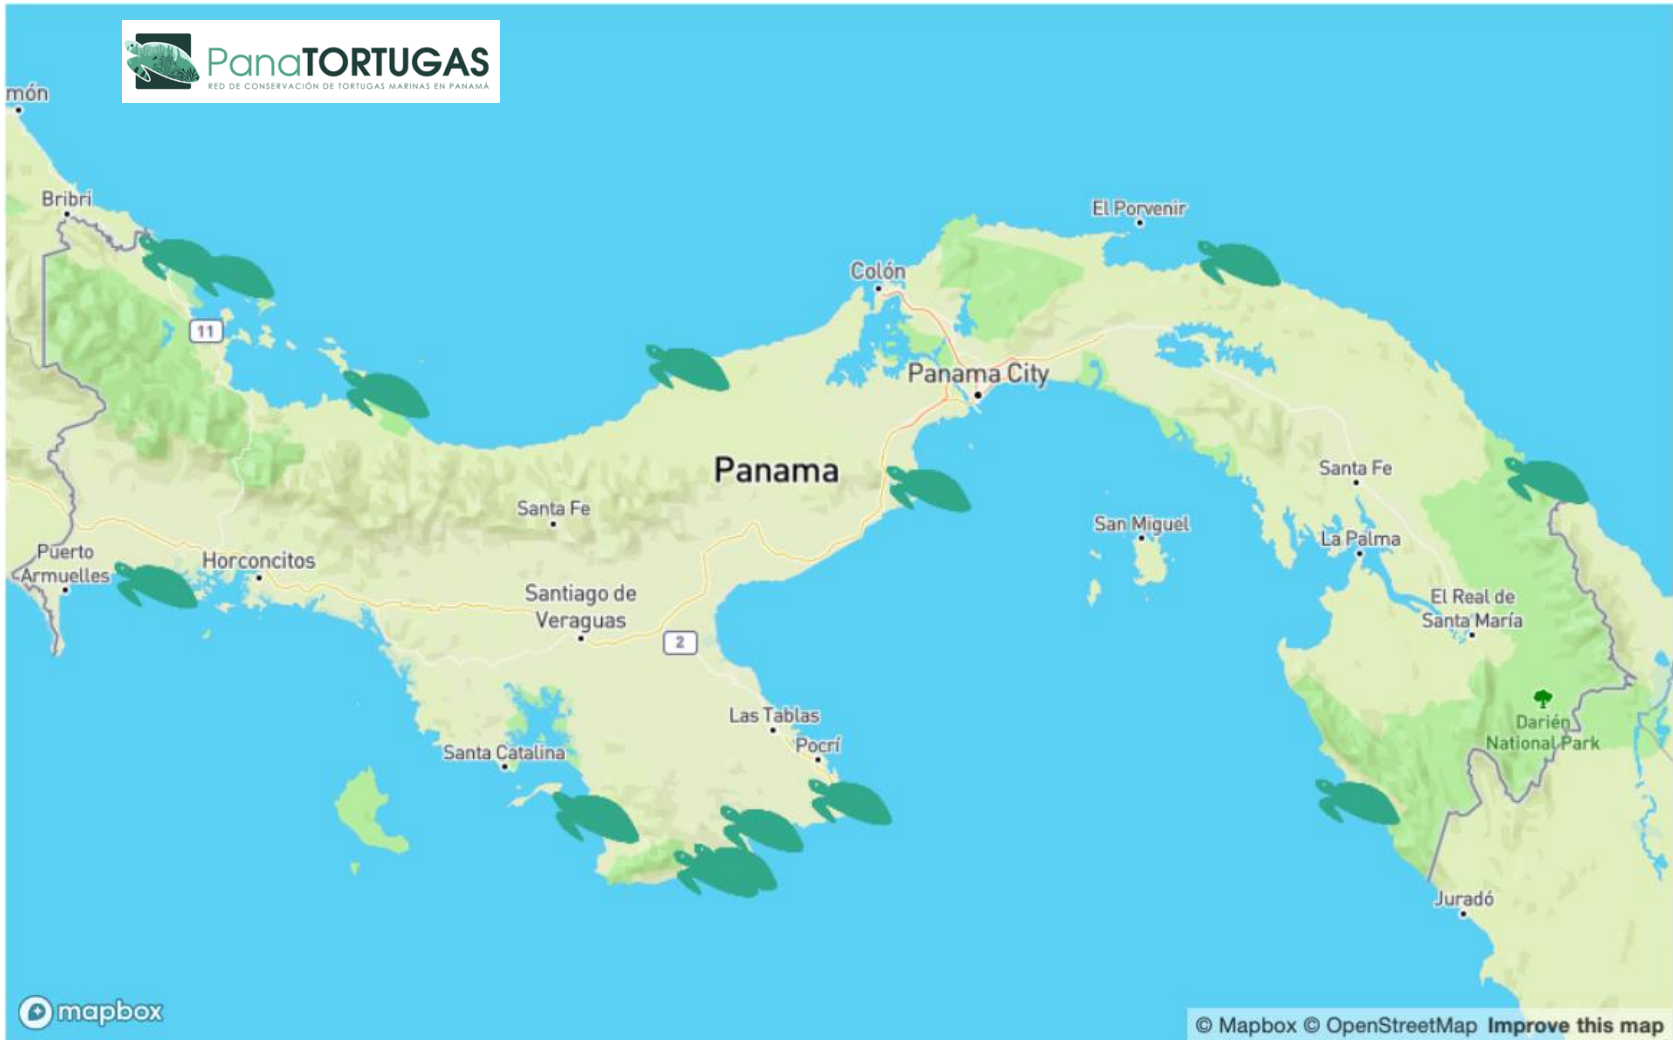 PanaTORTUGAS
RED DE CONSERVACIÓN DE TORTUGAS MARINAS EN PANAMÁ
món
Bribri
El Porvenir
Colón
11
Panama City
Panama
Santa Fe
Santa Fe
San Miguel
La Palma
Puerto
Armuelles
Horconcitos
Santiago de
Veraguas
El Real de
Santa María
2
Las Tablas
Pocrí
Santa Catalina
Darién
National Park
Juradó
mapbox
© Mapbox © OpenStreetMap Improve this map